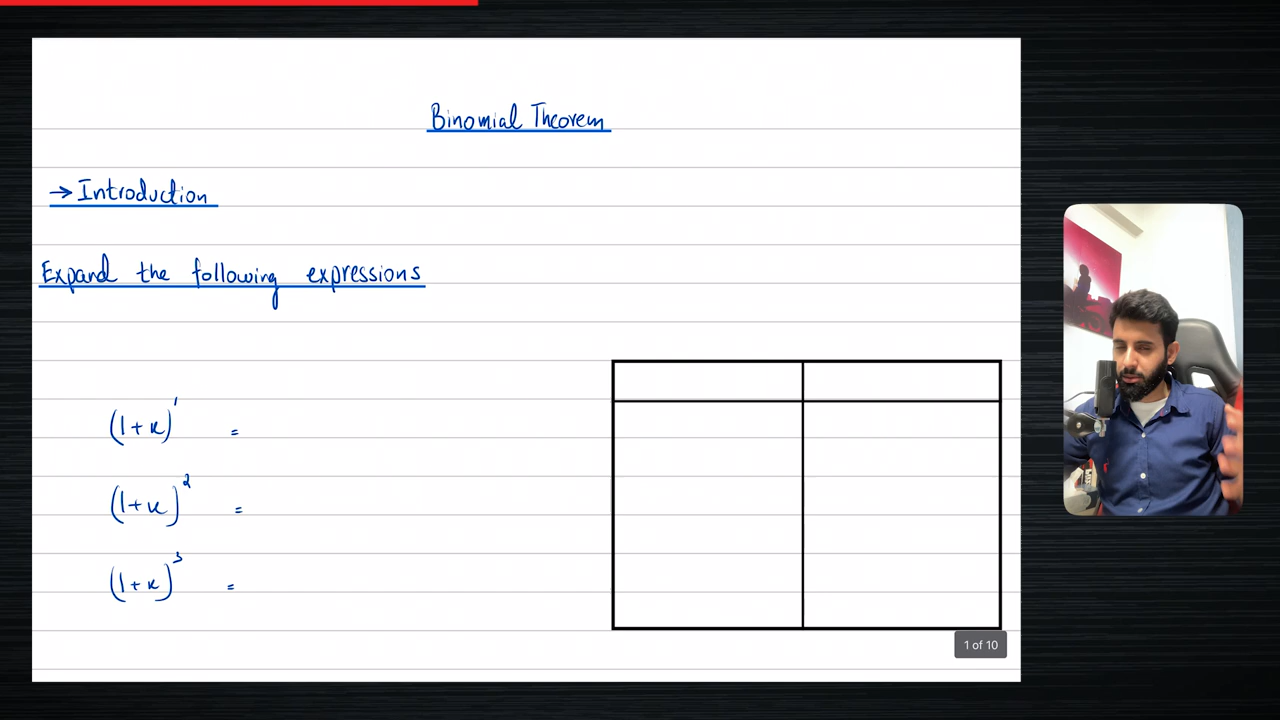 Binomial Theorem
→ Introduction
Expand the following expressions
(1+x)¹ =
(1+x)² =
(1+x)³ =
1 of 10